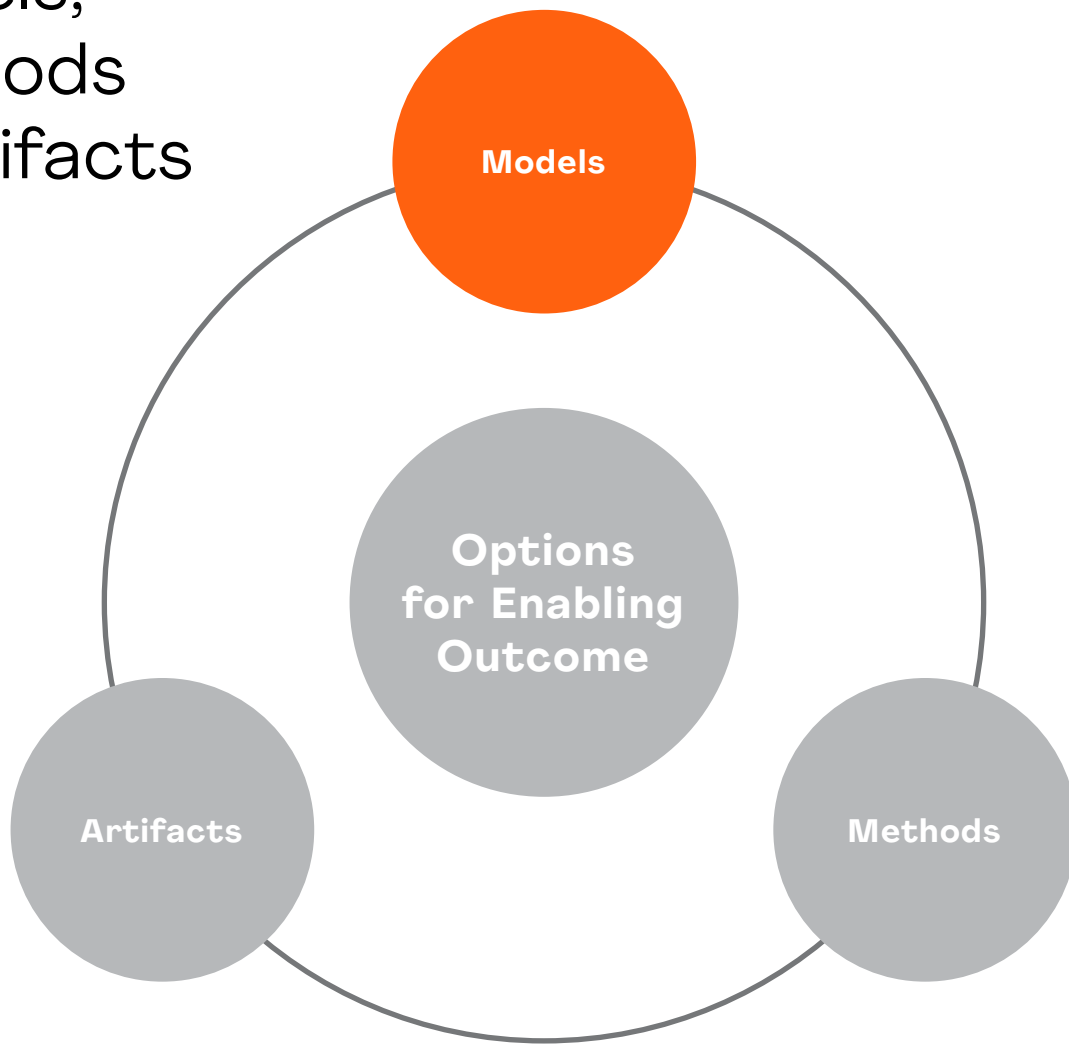 ods
ifacts
Models
Options
for Enabling
Outcome
Artifacts
Methods